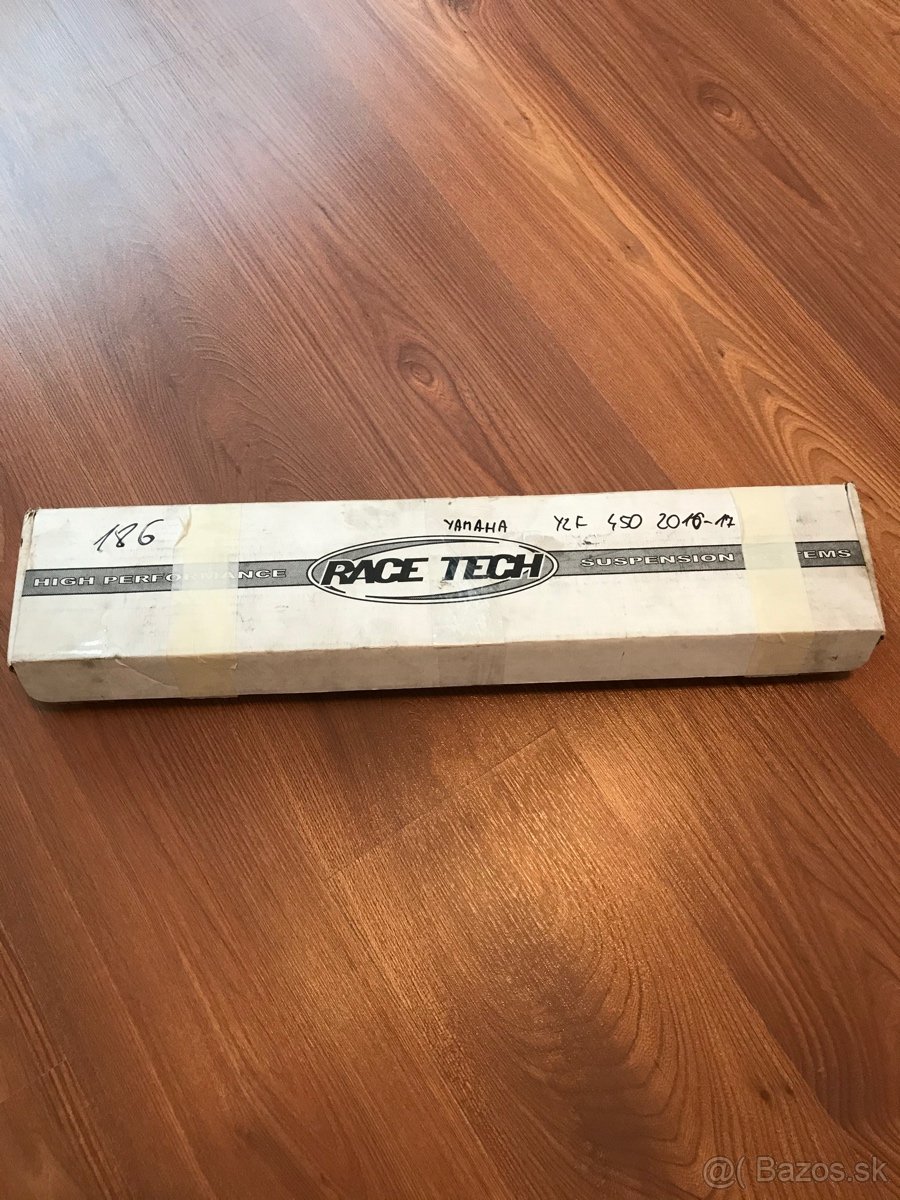 186 YAMAHA YZF 450 2016-17
HIGH PERFORMANCE RACE TECH SUSPENSION EMS
@( Bazos.sk